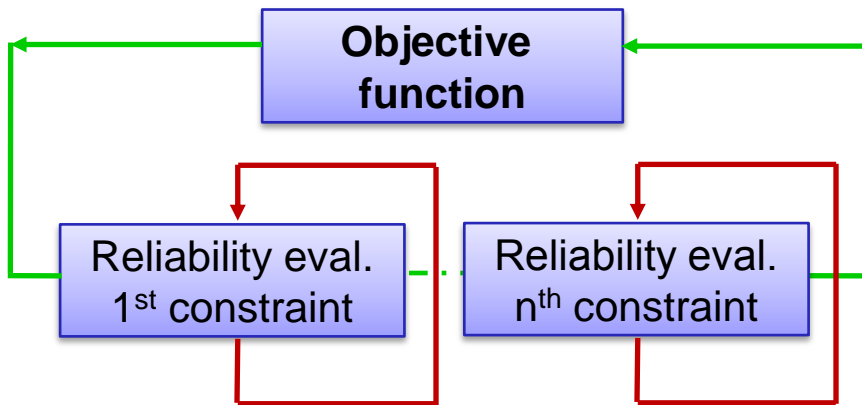 Objective
function
Reliability eval.
1st constraint
Reliability eval.
nth constraint